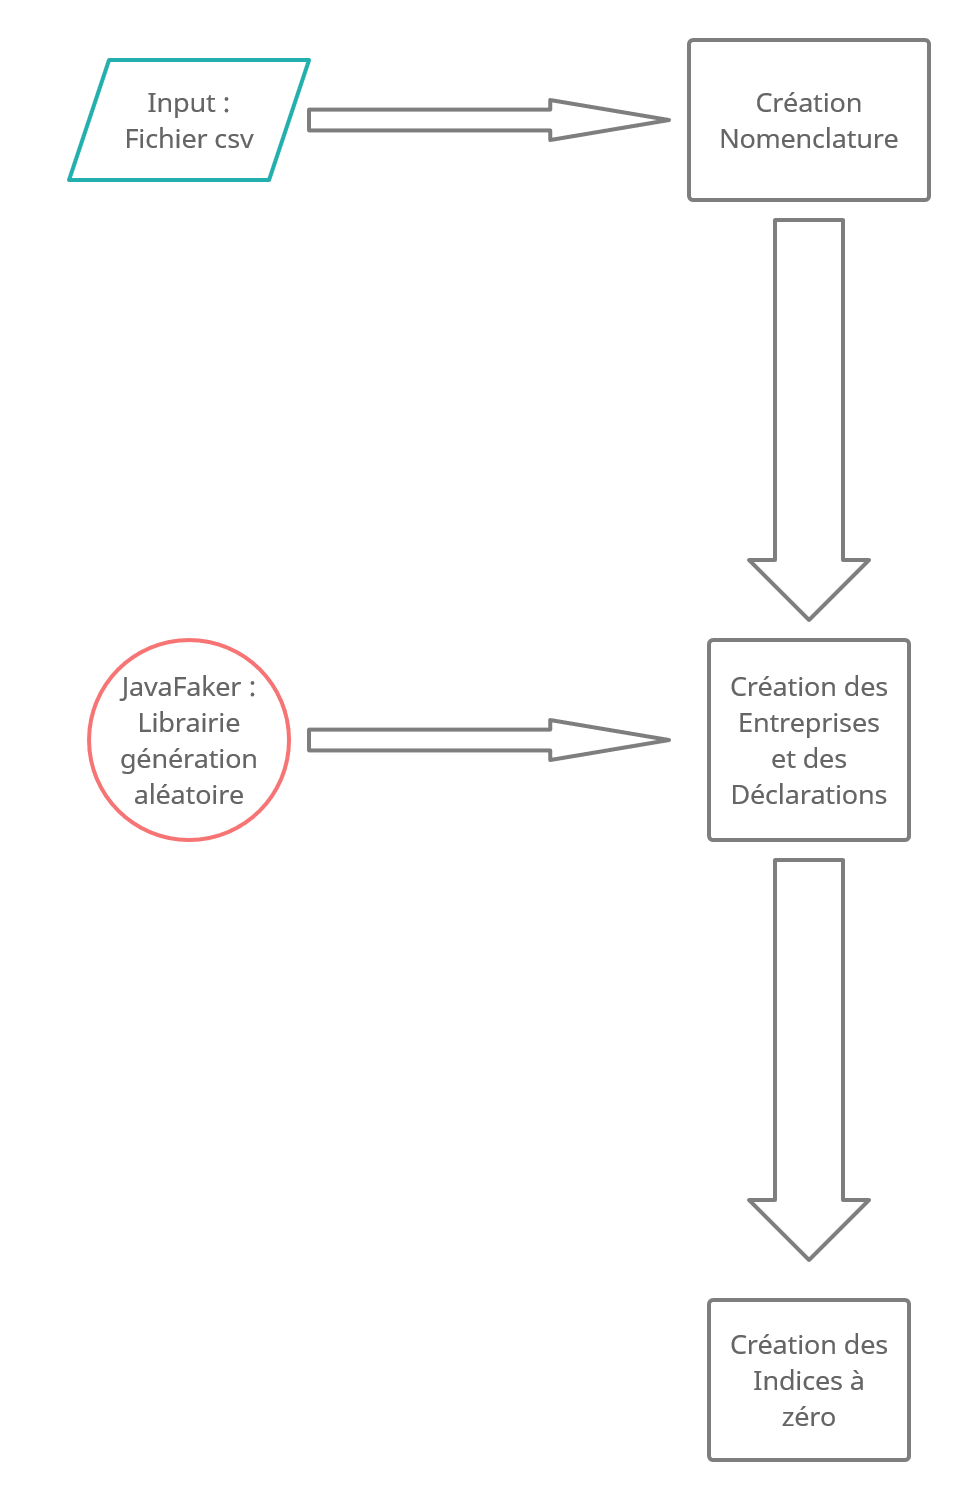 Input :
Fichier csv
Création
Nomenclature
JavaFaker :
Librairie
génération
aléatoire
Création des
Entreprises
et des
Déclarations
Création des
Indices à
zéro